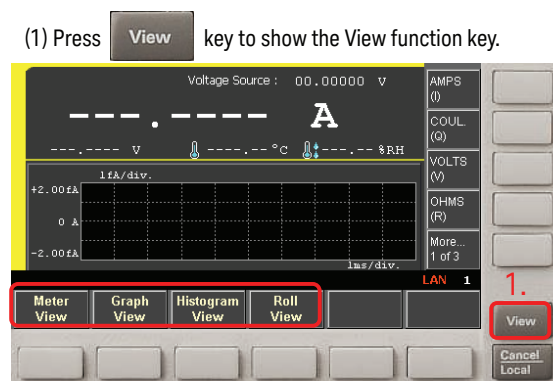 (1) Press View key to show the View function key.
Voltage Source : 00.00000 V
AMPS
(I)
---.---- A
COUL.
(Q)
---.---- V ----.-- °C ---.-- %RH
VOLTS
(V)
1fA/div.
+2.00fA
0 A
-2.00fA
1ms/div.
OHMS
(R)
More...
1 of 3
LAN 1
1.
Meter View
Graph View
Histogram View
Roll View
View
Cancel
Local